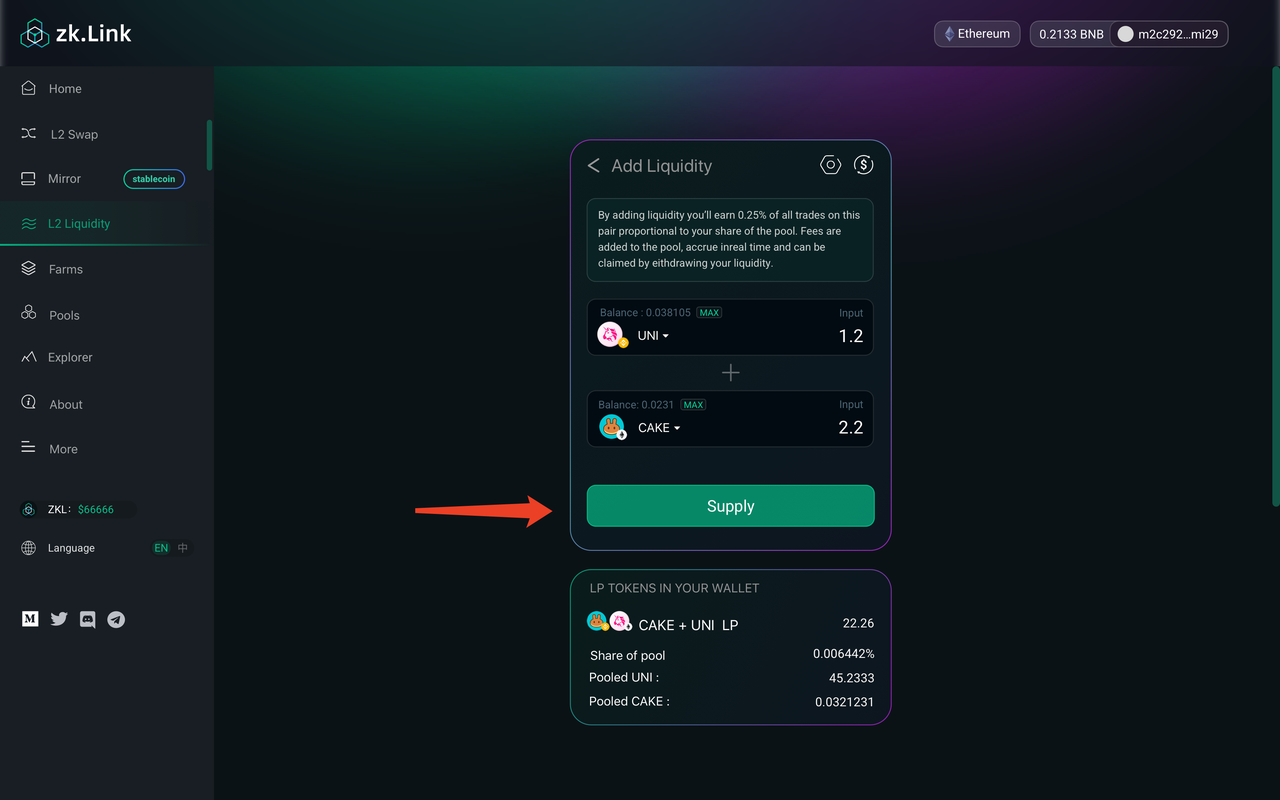 zk.Link
Ethereum
0.2133 BNB
m2c292...mi29
Home
L2 Swap
Mirror
stablecoin
L2 Liquidity
Farms
Pools
Explorer
About
More
ZKL: $66666
Language
EN 中
M
Add Liquidity
$
By adding liquidity you'll earn 0.25% of all trades on this
pair proportional to your share of the pool. Fees are
added to the pool, accrue inreal time and can be
claimed by eithdrawing your liquidity.
Balance : 0.038105 MAX
Input
UNI
1.2
Balance: 0.0231 MAX
Input
CAKE
2.2
Supply
LP TOKENS IN YOUR WALLET
CAKE + UNI LP
22.26
Share of pool
0.006442%
Pooled UNI :
45.2333
Pooled CAKE :
0.0321231